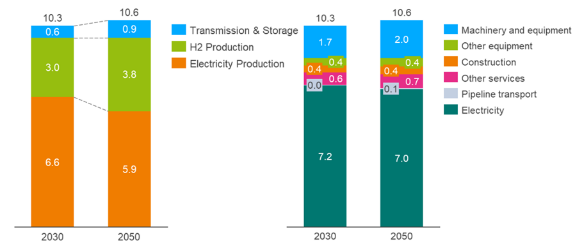 10.3
10.6
0.6
0.9
3.0
3.8
6.6
5.9
2030
2050
Transmission & Storage
H2 Production
Electricity Production
10.3
10.6
1.7
2.0
0.4
0.4
0.4
0.4
0.6
0.7
0.0
0.1
7.2
7.0
2030
2050
Machinery and equipment
Other equipment
Construction
Other services
Pipeline transport
Electricity